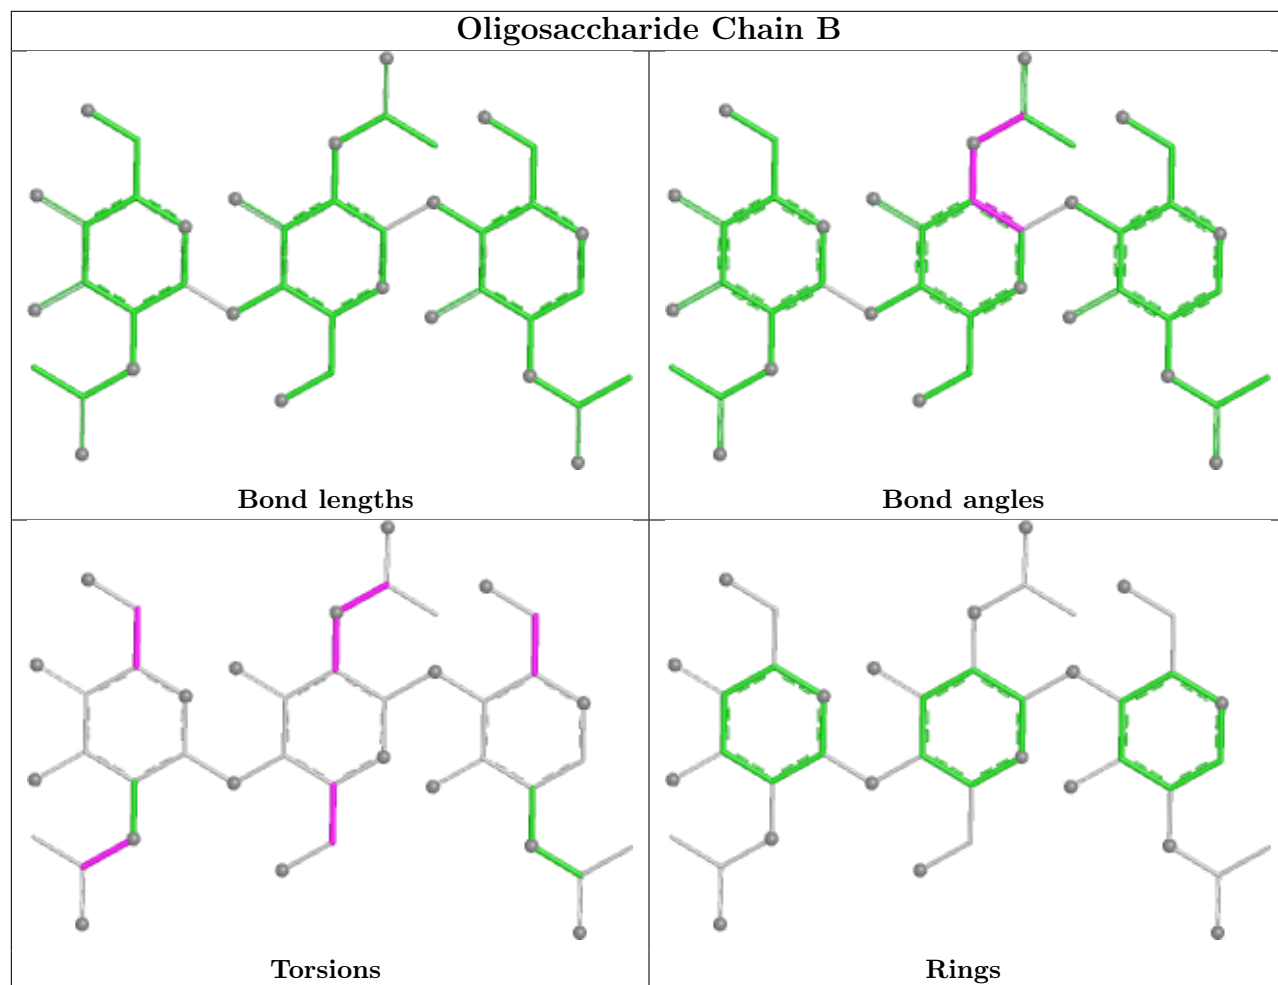 Oligosaccharide Chain B
Bond lengths
Bond angles
Torsions
Rings